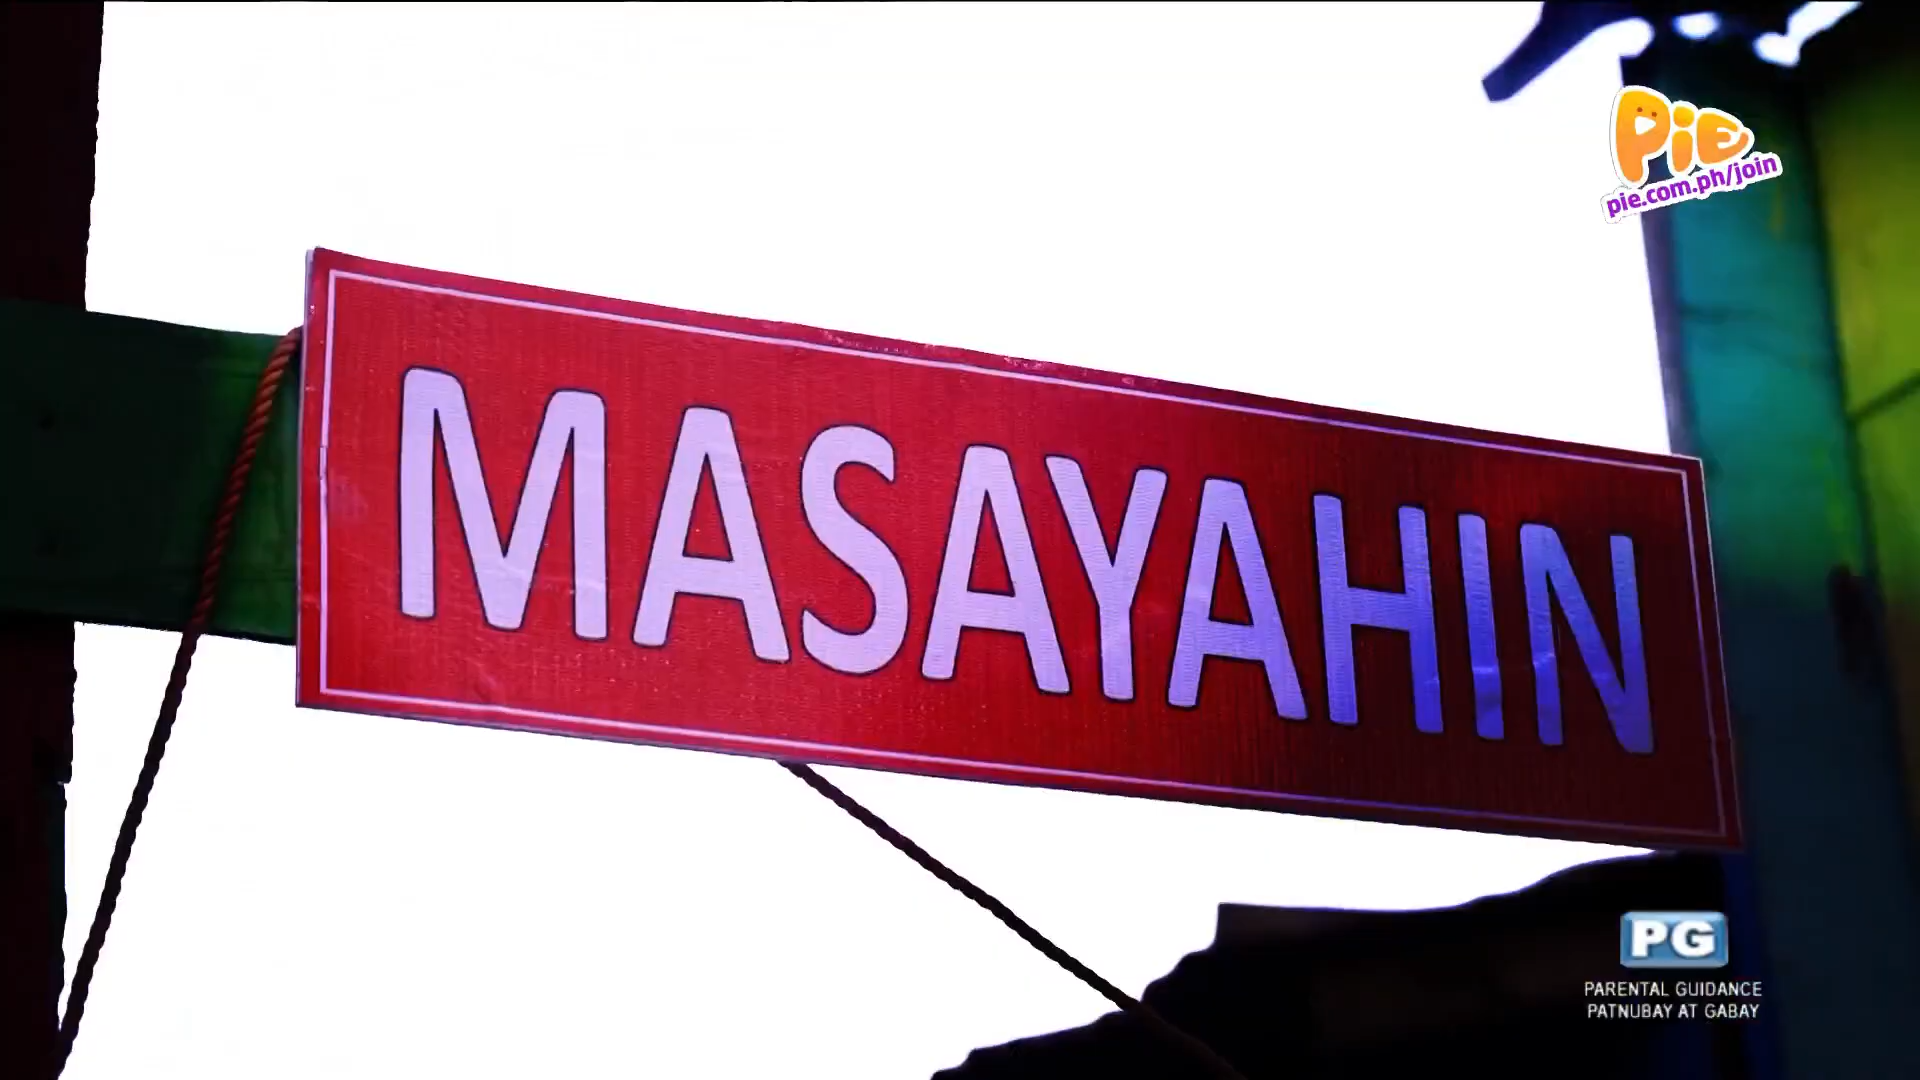 PiE
pie.com.ph/join
MASAYAHIN
PG
PARENTAL GUIDANCE
PATNUBAY AT GABAY